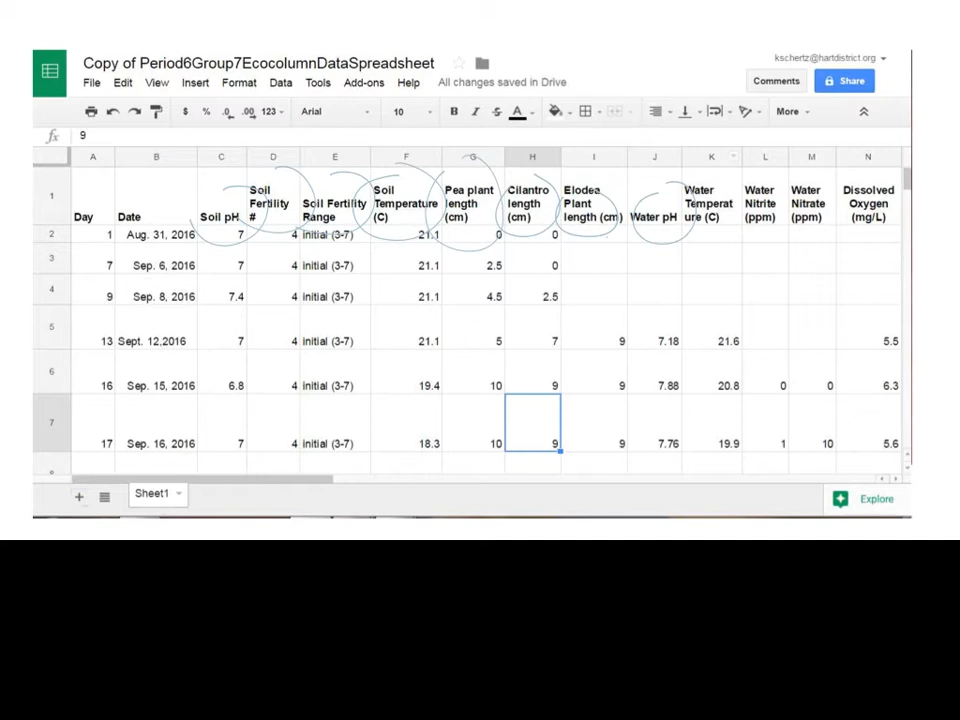 Copy of Period6Group7EcocolumnDataSpreadsheet
kschertz@hartdistrict.org
File Edit View Insert Format Data Tools Add-ons Help All changes saved in Drive
Comments Share
$ % .0 .00 123 Arial 10 B I S A More
fx 9
A B C D E F G H I J K L M N
1 Day Date Soil pH Soil Fertility # Soil Fertility Range Soil Temperature (C) Pea plant length (cm) Cilantro length (cm) Elodea Plant length (cm) Water pH Water Temperat ure (C) Water Nitrite (ppm) Water Nitrate (ppm) Dissolved Oxygen (mg/L)
2 1 Aug. 31, 2016 7 4 initial (3-7) 21.1 0 0
3 7 Sep. 6, 2016 7 4 initial (3-7) 21.1 2.5 0
4 9 Sep. 8, 2016 7.4 4 initial (3-7) 21.1 4.5 2.5
5 13 Sept. 12,2016 7 4 initial (3-7) 21.1 5 7 9 7.18 21.6 5.5
6 16 Sep. 15, 2016 6.8 4 initial (3-7) 19.4 10 9 9 7.88 20.8 0 0 6.3
7 17 Sep. 16, 2016 7 4 initial (3-7) 18.3 10 9 9 7.76 19.9 1 10 5.6
Sheet1
Explore